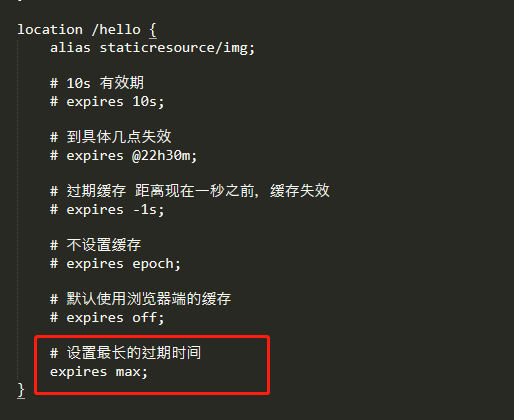 location /hello {
    alias staticresource/img;
    # 10s 有效期
    # expires 10s;
    # 到具体几点失效
    # expires @22h30m;
    # 过期缓存 距离现在一秒之前，缓存失效
    # expires -1s;
    # 不设置缓存
    # expires epoch;
    # 默认使用浏览器端的缓存
    # expires off;
    # 设置最长的过期时间
    expires max;
}